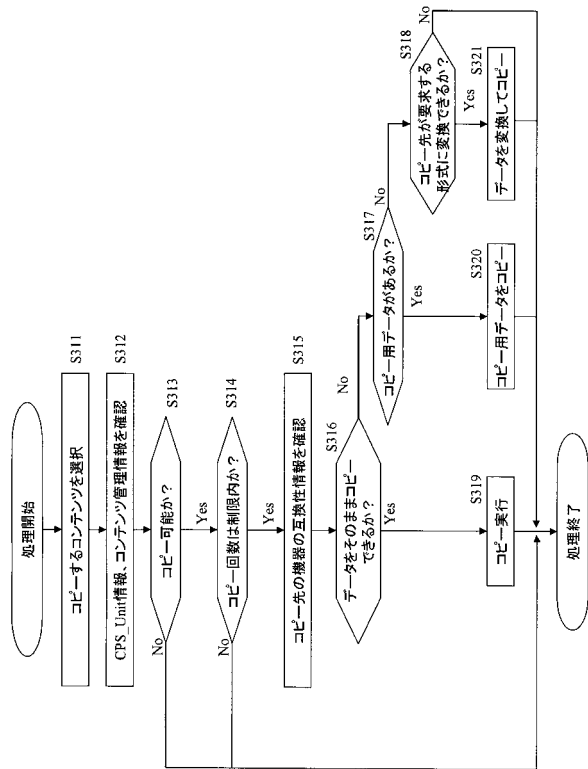 処理開始
S311
コピーするコンテンツを選択
S312
CPS_Unit情報、コンテンツ管理情報を確認
S313
コピー可能か？
No
Yes
S314
コピー回数は制限内か？
No
Yes
S315
コピー先の機器の互換性情報を確認
S316
データをそのままコピー
できるか？
No
Yes
S317
コピー用データがあるか？
No
Yes
S318
コピー先が要求する
形式に変換できるか？
No
Yes
S319
コピー実行
S320
コピー用データをコピー
S321
データを変換してコピー
処理終了